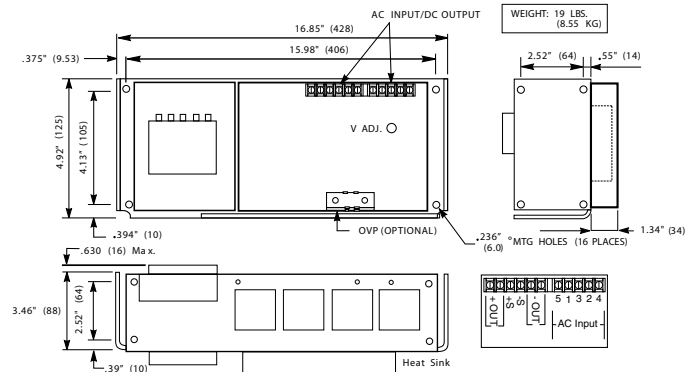 16.85" (428)
AC INPUT/DC OUTPUT
WEIGHT: 19 LBS.
(8.55 KG)
15.98" (406)
.375" (9.53)
2.52" (64)
.55" (14)
4.92" (125)
4.13" (105)
V ADJ.
.394" (10)
OVP (OPTIONAL)
.236" °MTG HOLES (16 PLACES)
(6.0)
1.34" (34)
.630 (16) Max.
3.46" (88)
2.52" (64)
.39" (10)
Heat Sink
+ OUT
+S
-S
- OUT
5 1 3 2 4
-AC Input-